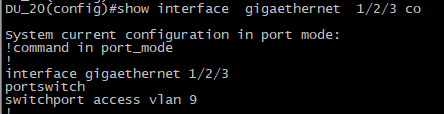 DU_20(config)#show interface  gigaethernet  1/2/3 co

System current configuration in port mode:
!command in port_mode
!
interface gigaethernet 1/2/3
portswitch
switchport access vlan 9
!